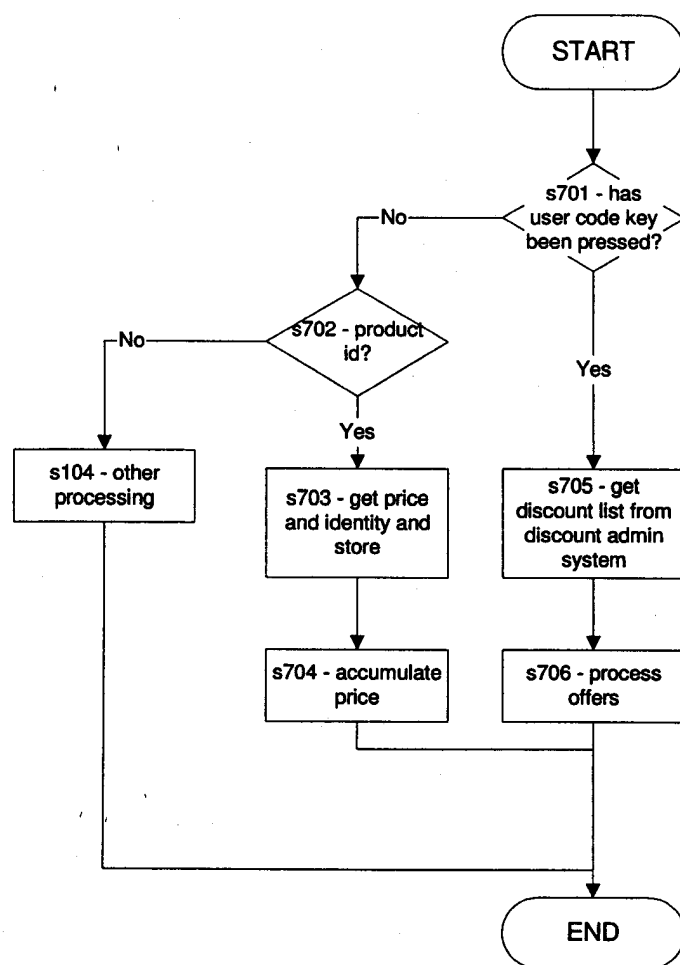 START
s701 - has
user code key
been pressed?
No
s702 - product
id?
No
Yes
Yes
s104 - other
processing
s703 - get price
and identity and
store
s705 - get
discount list from
discount admin
system
s704 - accumulate
price
s706 - process
offers
END